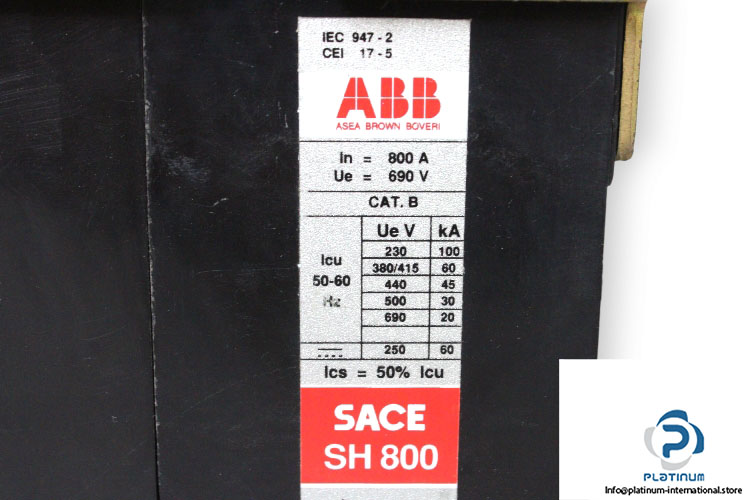 IEC 947 - 2
CEI 17 - 5
ABB
ASEA BROWN BOVERI
In = 800 A
Ue = 690 V
CAT. B
Icu
50-60
Hz
Ue V kA
230 100
380/415 60
440 45
500 30
690 20
250 60
Ics = 50% Icu
SACE
SH 800
PLATINUM
Info@platinum-international.store